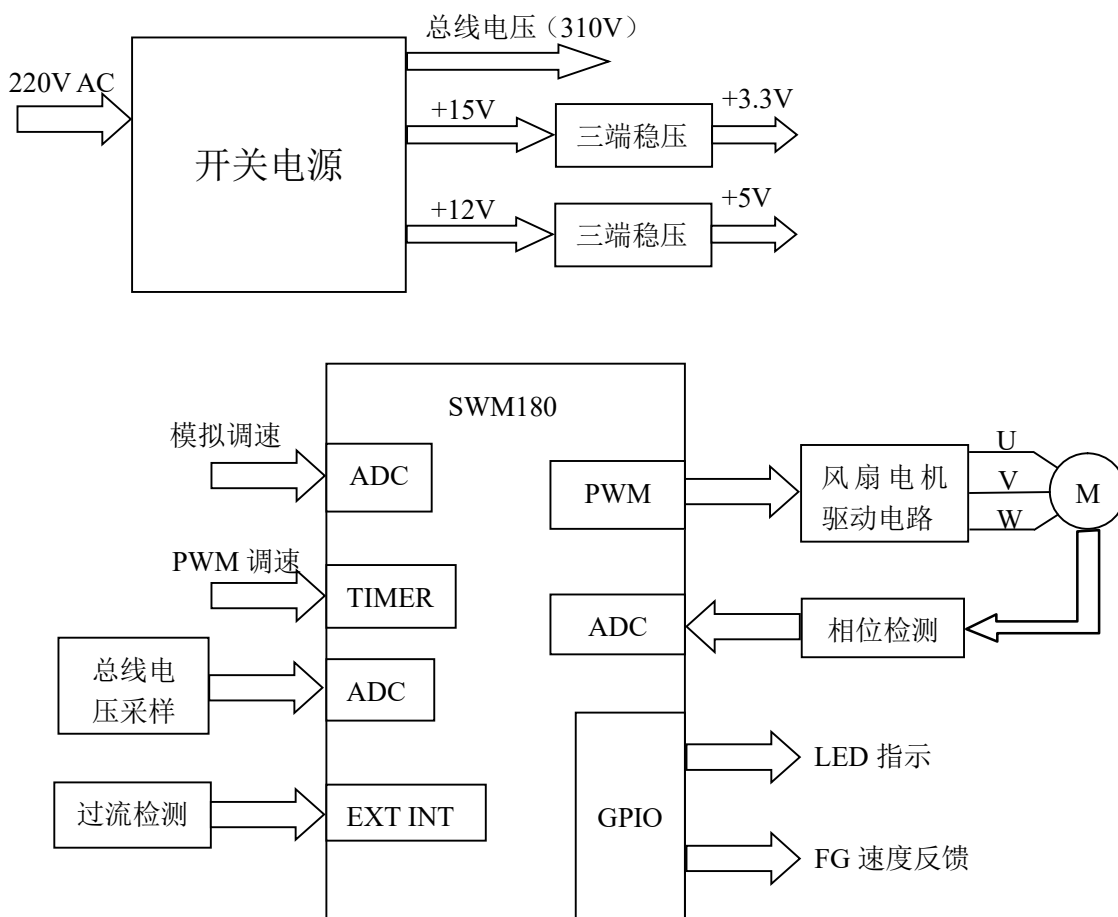 总线电压（310V）
220V AC
+15V
+3.3V
三端稳压
开关电源
+12V
+5V
三端稳压
SWM180
模拟调速
ADC
PWM 调速
TIMER
总线电
压采样
ADC
过流检测
EXT INT
PWM
风扇电机
驱动电路
U
V
W
M
ADC
相位检测
GPIO
LED 指示
FG 速度反馈